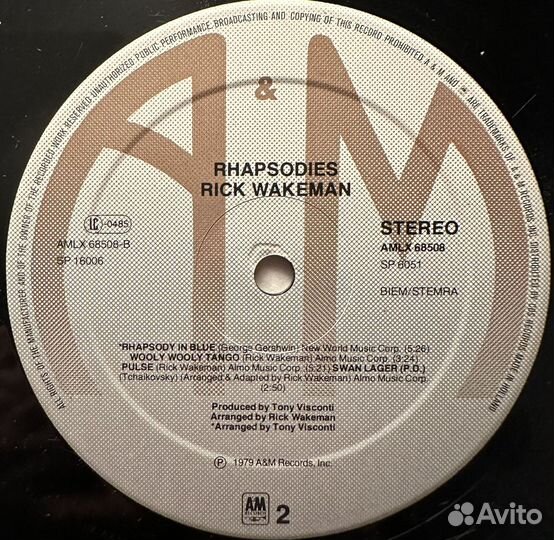 ALL RIGHTS OF THE MANUFACTURER AND OF THE OWNER OF THE RECORDED WORK RESERVED. UNAUTHORIZED PUBLIC PERFORMANCE, BROADCASTING AND COPYING OF THIS RECORD PROHIBITED. A & M AND ARE TRADEMARKS OF A & M RECORDS INC. DISTRIBUTED BY CBS RECORDS MADE IN HOLLAND
A & M
RHAPSODIES
RICK WAKEMAN
IC -0485
AMLX 68508-B
SP 16006
STEREO
AMLX 68508
SP 6051
BIEM/STEMRA
*RHAPSODY IN BLUE (George Gershwin) New World Music Corp. (5:26)
WOOLY WOOLY TANGO (Rick Wakeman) Almo Music Corp. (3:24)
PULSE (Rick Wakeman) Almo Music Corp. (5:21) SWAN LAGER (P.D.)
(Tchaikovsky) (Arranged & Adapted by Rick Wakeman) Almo Music Corp.
(2:50)
Produced by Tony Visconti
Arranged by Rick Wakeman
*Arranged by Tony Visconti
Ⓟ 1979 A&M Records, Inc.
AM
RECORDS
2
Avito